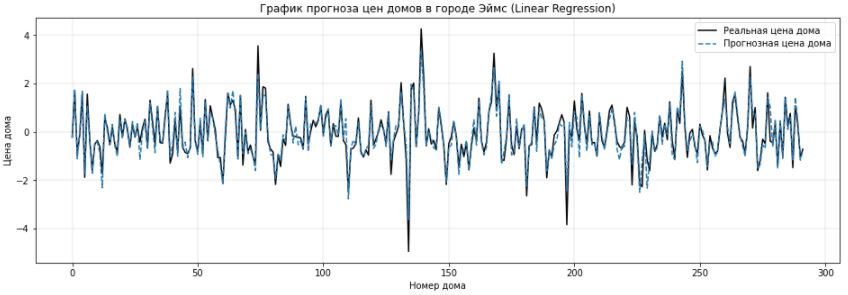 График прогноза цен домов в городе Эймс (Linear Regression)
Реальная цена дома
Прогнозная цена дома
Цена дома
4
2
0
−2
−4
0 50 100 150 200 250 300
Номер дома